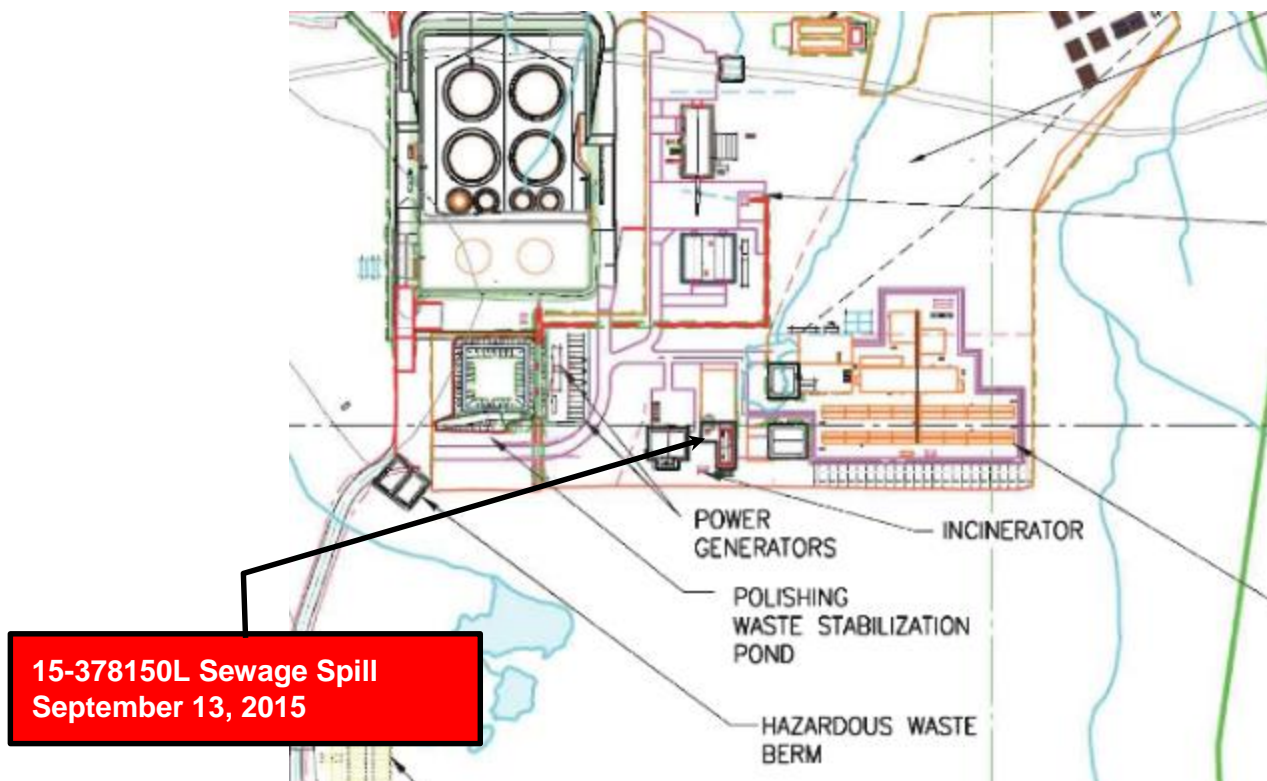 POWER
GENERATORS
INCINERATOR
POLISHING
WASTE STABILIZATION
POND
15-378150L Sewage Spill
September 13, 2015
HAZARDOUS WASTE
BERM